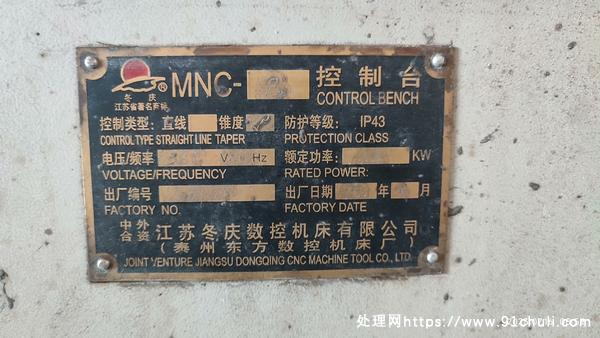 冬庆
江苏省著名商标
MNC- 控制台
CONTROL BENCH
控制类型: 直线 锥度 防护等级: IP43
CONTROL TYPE STRAIGHT LINE TAPER PROTECTION CLASS
电压/频率 V Hz 额定功率: KW
VOLTAGE/FREQUENCY RATED POWER:
出厂编号 出厂日期 年 月
FACTORY NO. FACTORY DATE
中外合资 江苏冬庆数控机床有限公司
(泰州东方数控机床厂)
JOINT VENTURE JIANGSU DONGQING CNC MACHINE TOOL CO., LTD.
处理网https://www.91chuli.com